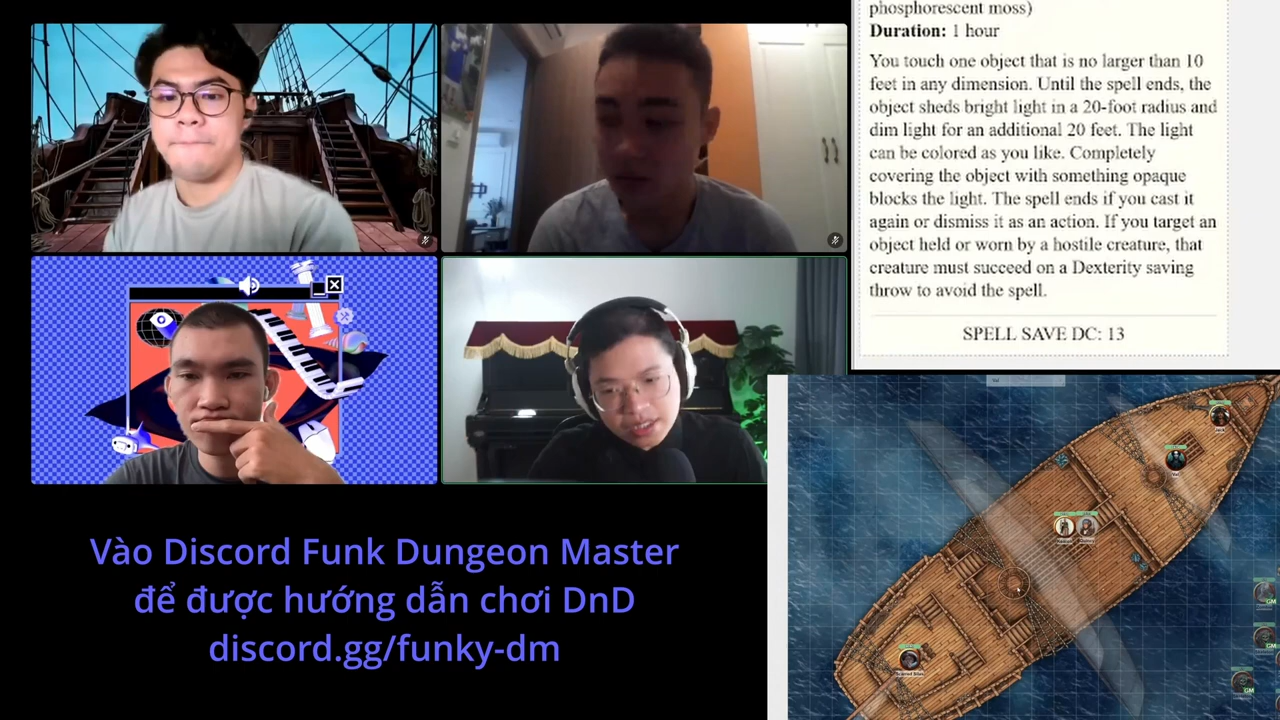 phosphorescent moss)
Duration: 1 hour
You touch one object that is no larger than 10
feet in any dimension. Until the spell ends, the
object sheds bright light in a 20-foot radius and
dim light for an additional 20 feet. The light
can be colored as you like. Completely
covering the object with something opaque
blocks the light. The spell ends if you cast it
again or dismiss it as an action. If you target an
object held or worn by a hostile creature, that
creature must succeed on a Dexterity saving
throw to avoid the spell.
SPELL SAVE DC: 13
Vào Discord Funk Dungeon Master
để được hướng dẫn chơi DnD
discord.gg/funky-dm
GM
GM
GM